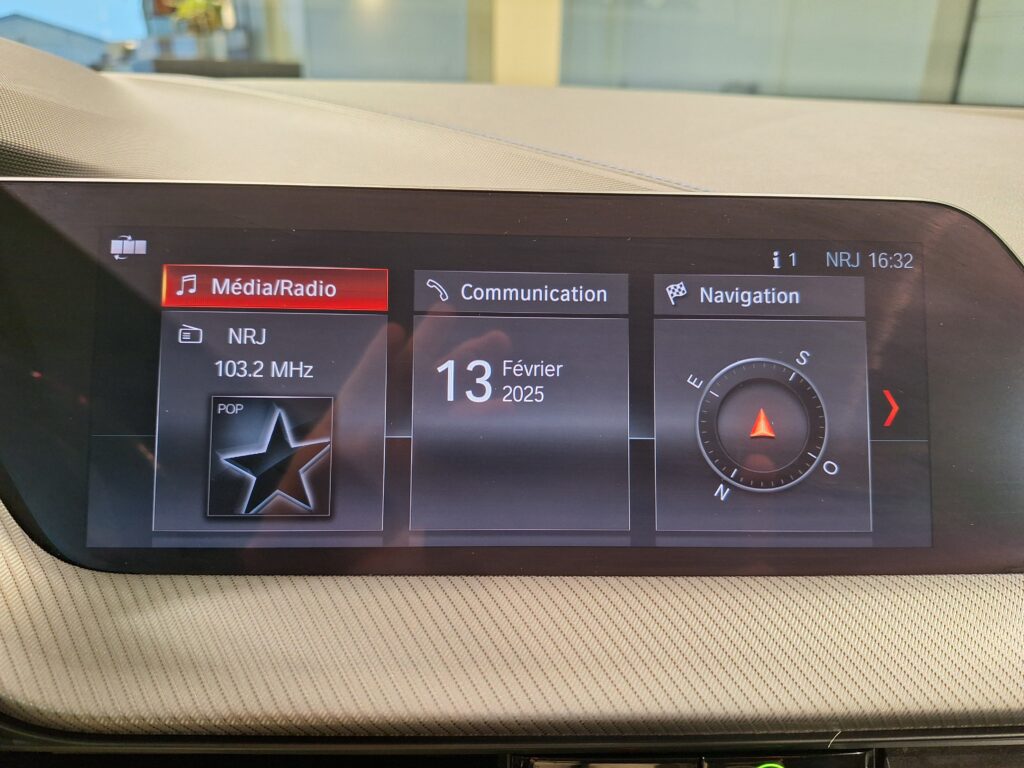 i 1 NRJ 16:32
Média/Radio
NRJ
103.2 MHz
POP
Communication
13 Février
2025
Navigation
S
E
O
N